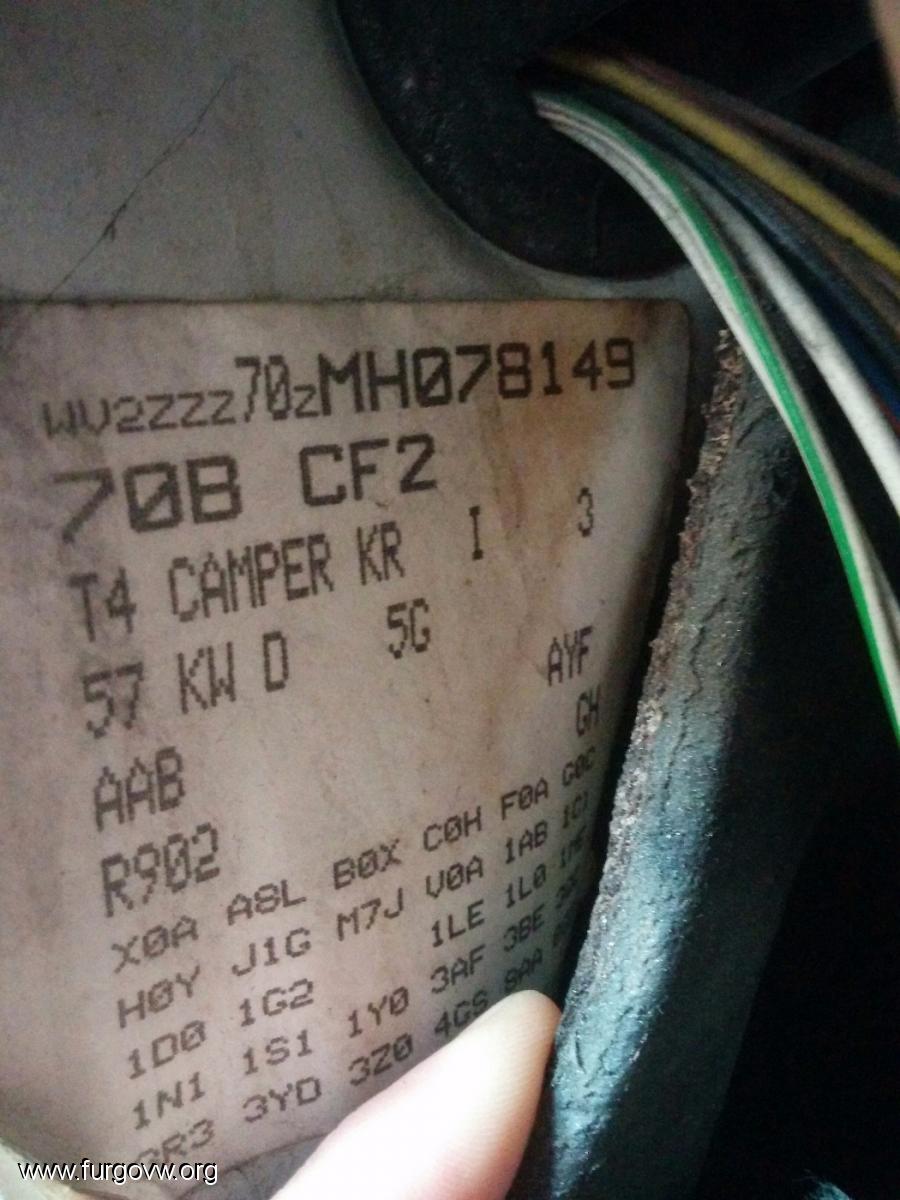 WV2ZZZ70ZMH078149
70B CF2
T4 CAMPER KR I 3
57 KW D 5G
AYF
AAB
GH
R902
X0A A8L B0X C0H F0A G0C
H0Y J1G M7J V0A 1AB
1D0 1G2 1LE 1L0
1N1 1S1 1Y0 3AF 3BE
3YD 3Z0 4GS 8AA
www.furgovw.org